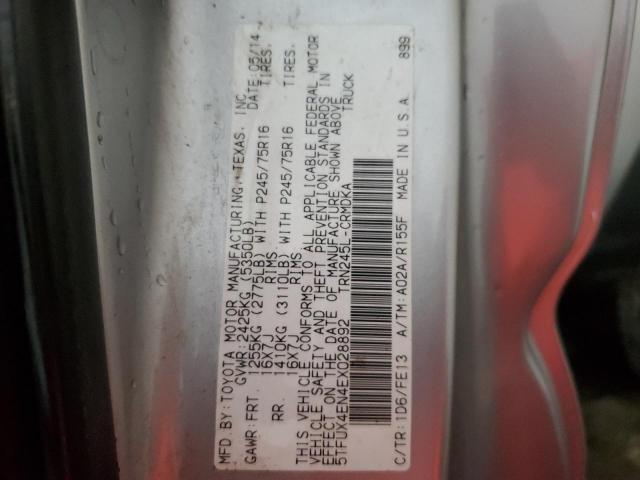 MFD.BY:TOYOTA MOTOR MANUFACTURING, TEXAS, INC. DATE:05/14
GVWR:2425KG (5350LB)
GAWR:FRT. 1255KG (2775LB) WITH P245/75R16 TIRES,
16X7J RIMS
RR. 1410KG (3110LB) WITH P245/75R16 TIRES,
16X7J RIMS
THIS VEHICLE CONFORMS TO ALL APPLICABLE FEDERAL MOTOR
VEHICLE SAFETY AND THEFT PREVENTION STANDARDS IN
EFFECT ON THE DATE OF MANUFACTURE SHOWN ABOVE.
5TFUX4EN4EX028892 TRN245L-CRMDKA TRUCK
C/TR:1D6/FE13 A/TM:A02A/R155F MADE IN U.S.A. 899